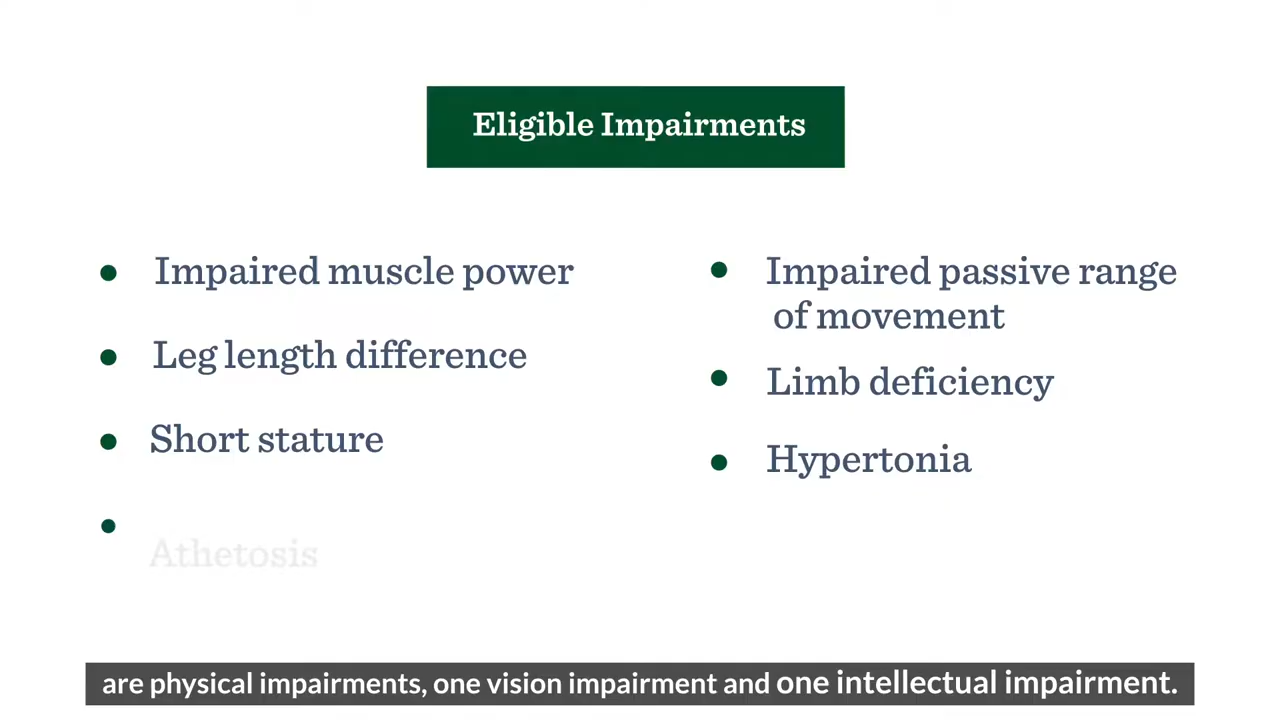 Eligible Impairments
Impaired muscle power
Leg length difference
Short stature
Athetosis
Impaired passive range
of movement
Limb deficiency
Hypertonia
are physical impairments, one vision impairment and one intellectual impairment.